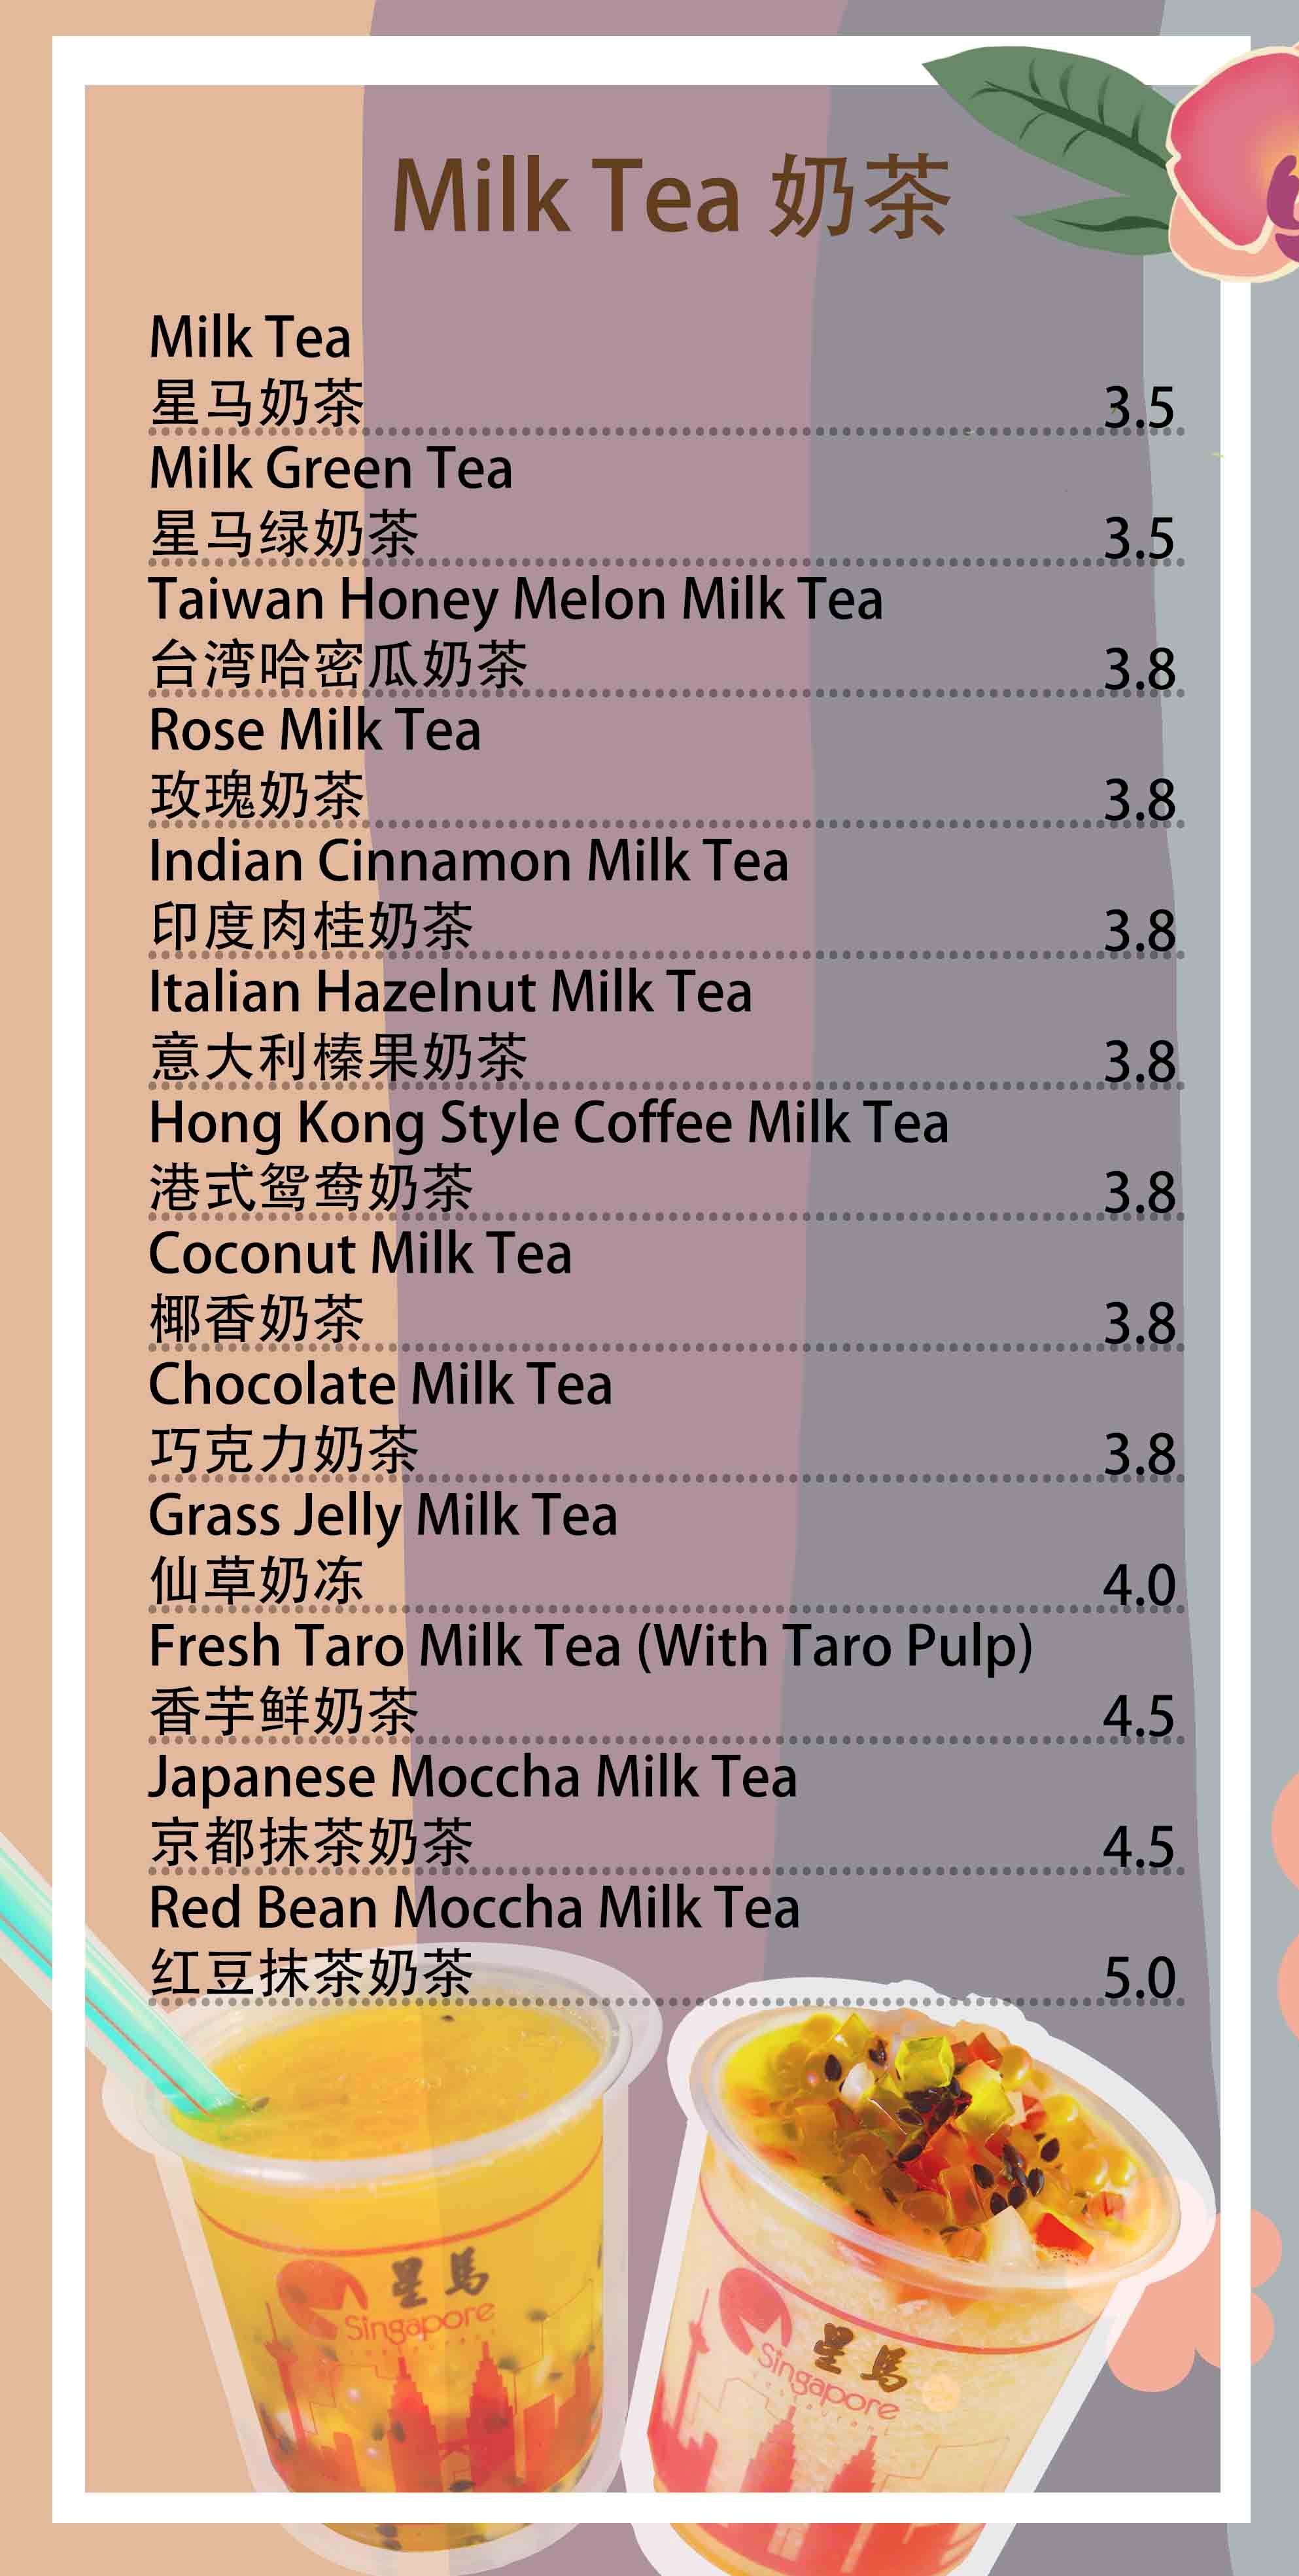 Milk Tea 奶茶
Milk Tea
星马奶茶 3.5
Milk Green Tea
星马绿奶茶 3.5
Taiwan Honey Melon Milk Tea
台湾哈密瓜奶茶 3.8
Rose Milk Tea
玫瑰奶茶 3.8
Indian Cinnamon Milk Tea
印度肉桂奶茶 3.8
Italian Hazelnut Milk Tea
意大利榛果奶茶 3.8
Hong Kong Style Coffee Milk Tea
港式鸳鸯奶茶 3.8
Coconut Milk Tea
椰香奶茶 3.8
Chocolate Milk Tea
巧克力奶茶 3.8
Grass Jelly Milk Tea
仙草奶冻 4.0
Fresh Taro Milk Tea (With Taro Pulp)
香芋鲜奶茶 4.5
Japanese Moccha Milk Tea
京都抹茶奶茶 4.5
Red Bean Moccha Milk Tea
红豆抹茶奶茶 5.0
星馬
Singapore
星馬
Singapore